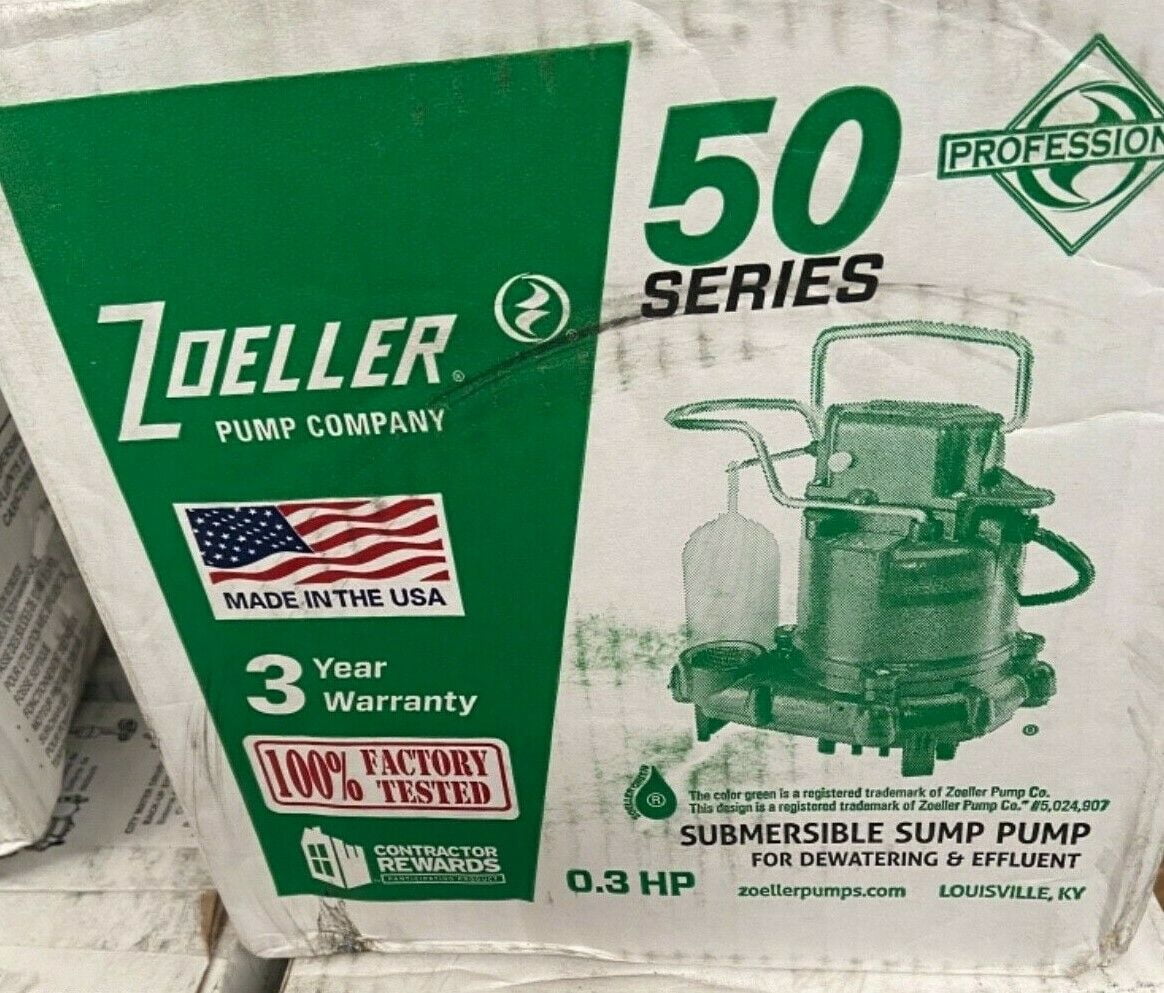 50
SERIES
PROFESSION
ZOELLER®
PUMP COMPANY
MADE IN THE USA
3 Year
Warranty
100% FACTORY
TESTED
CONTRACTOR
REWARDS
PARTICIPATING PRODUCT
®
The color green is a registered trademark of Zoeller Pump Co.
This design is a registered trademark of Zoeller Pump Co.™ #5,024,907
SUBMERSIBLE SUMP PUMP
FOR DEWATERING & EFFLUENT
0.3 HP
zoellerpumps.com LOUISVILLE, KY